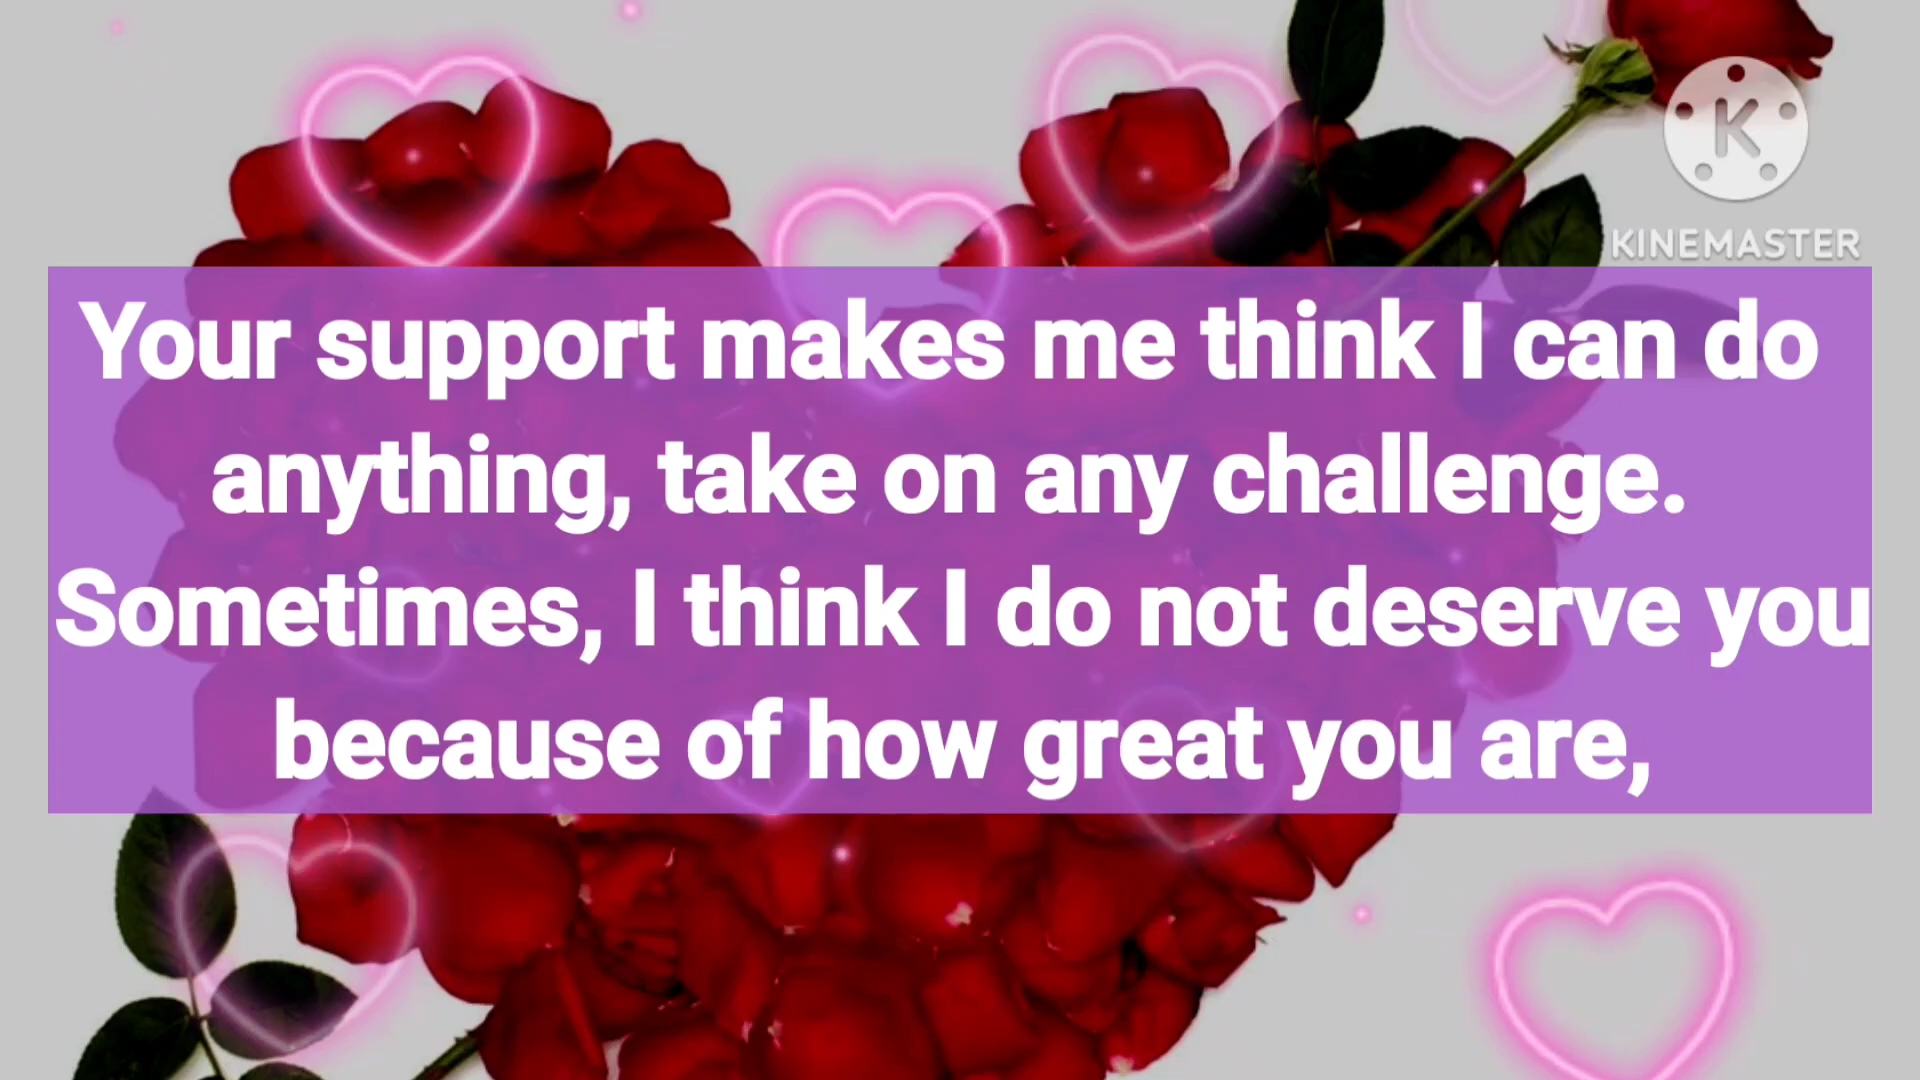 K
KINEMASTER
Your support makes me think I can do
anything, take on any challenge.
Sometimes, I think I do not deserve you
because of how great you are,